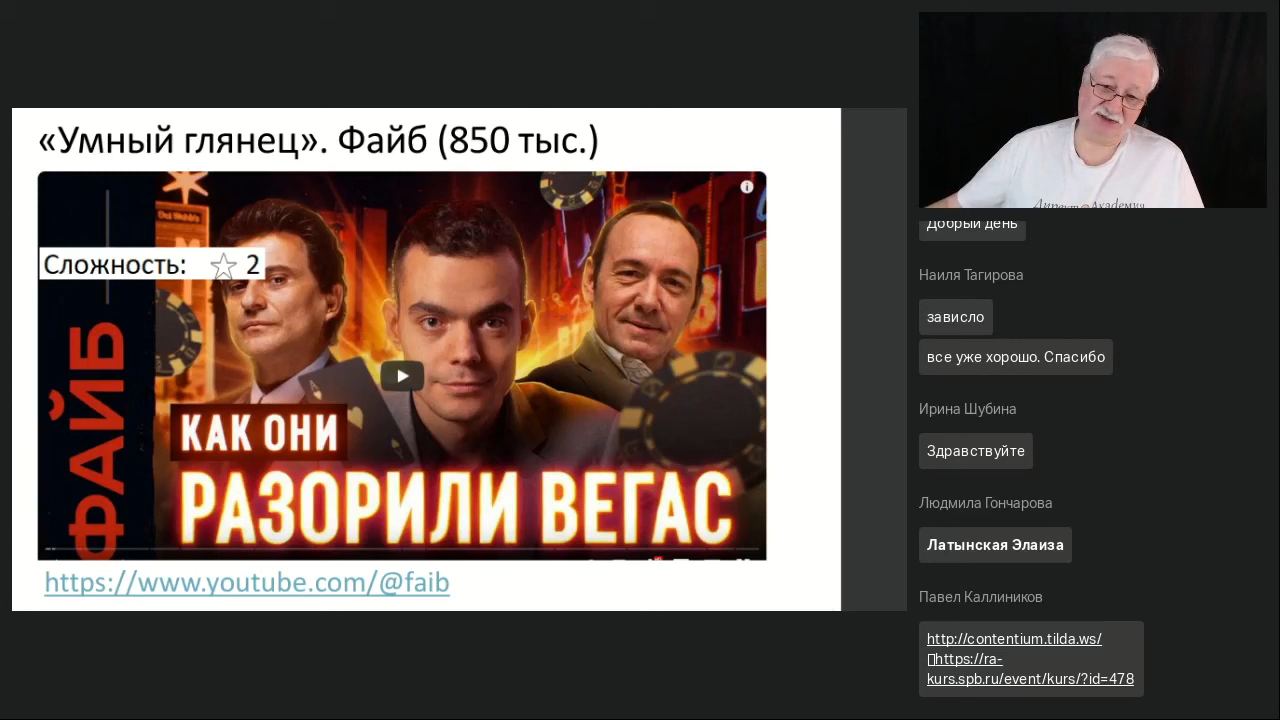 «Умный глянец». Файб (850 тыс.)
Сложность: ☆ 2
ФАЙБ
КАК ОНИ
РАЗОРИЛИ ВЕГАС
https://www.youtube.com/@faib
Директ@Академия
Добрый день
Наиля Тагирова
зависло
все уже хорошо. Спасибо
Ирина Шубина
Здравствуйте
Людмила Гончарова
Латынская Элаиза
Павел Каллиников
http://contentium.tilda.ws/
https://ra-
kurs.spb.ru/event/kurs/?id=478